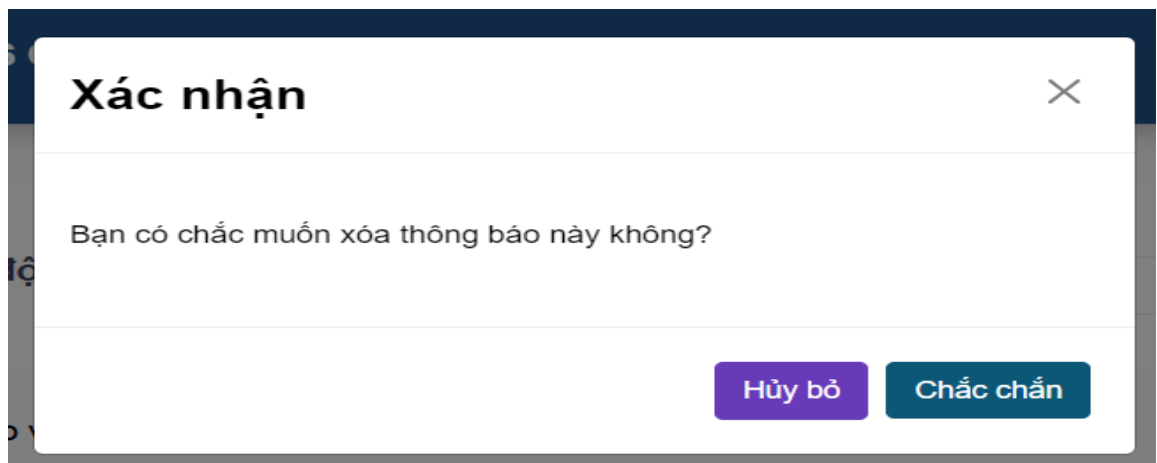 Xác nhận
Bạn có chắc muốn xóa thông báo này không?
Hủy bỏ
Chắc chắn